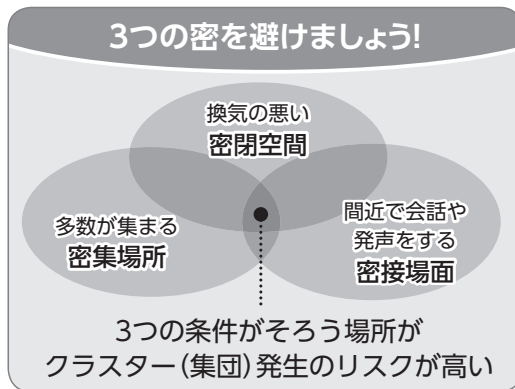 3つの密を避けましょう!
換気の悪い
密閉空間
多数が集まる
密集場所
間近で会話や
発声をする
密接場面
3つの条件がそろう場所が
クラスター(集団)発生のリスクが高い